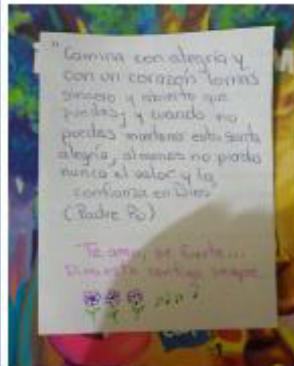 "Camina con alegría y
con un corazón lo más
sincero y abierto que
puedas, y cuando no
puedas mantener esta santa
alegría, al menos no pierdas
nunca el valor y la
confianza en Dios"
(Padre Pío)
Te amo, se fuerte...
Dios está contigo siempre